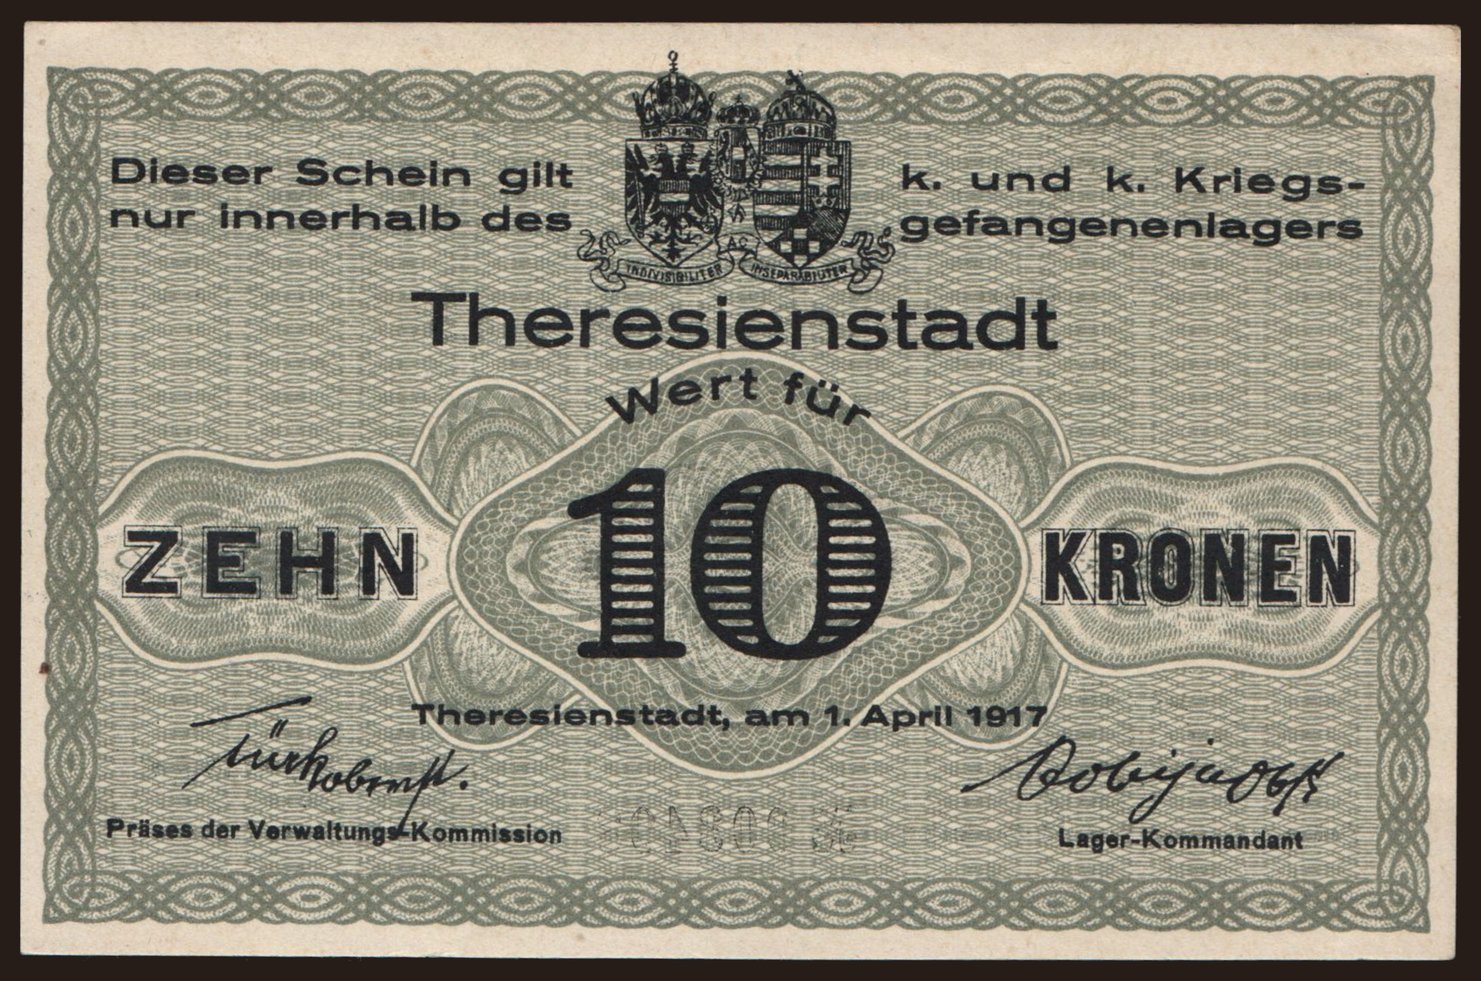 Dieser Schein gilt
nur innerhalb des
k. und k. Kriegs-
gefangenenlagers
INDIVISIBILITER AC INSEPARABILITER
Theresienstadt
Wert für
10
ZEHN
KRONEN
Theresienstadt, am 1. April 1917
Präses der Verwaltungs-Kommission
Lager-Kommandant